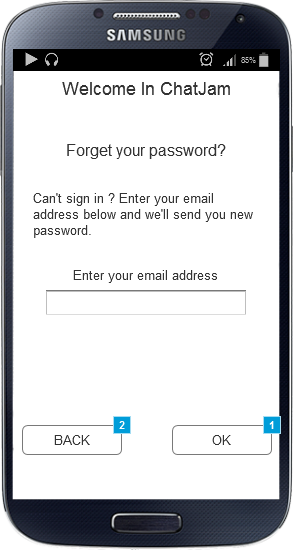 SAMSUNG
85%
Welcome In ChatJam
Forget your password?
Can't sign in ? Enter your email
address below and we'll send you new
password.
Enter your email address
2
1
BACK
OK